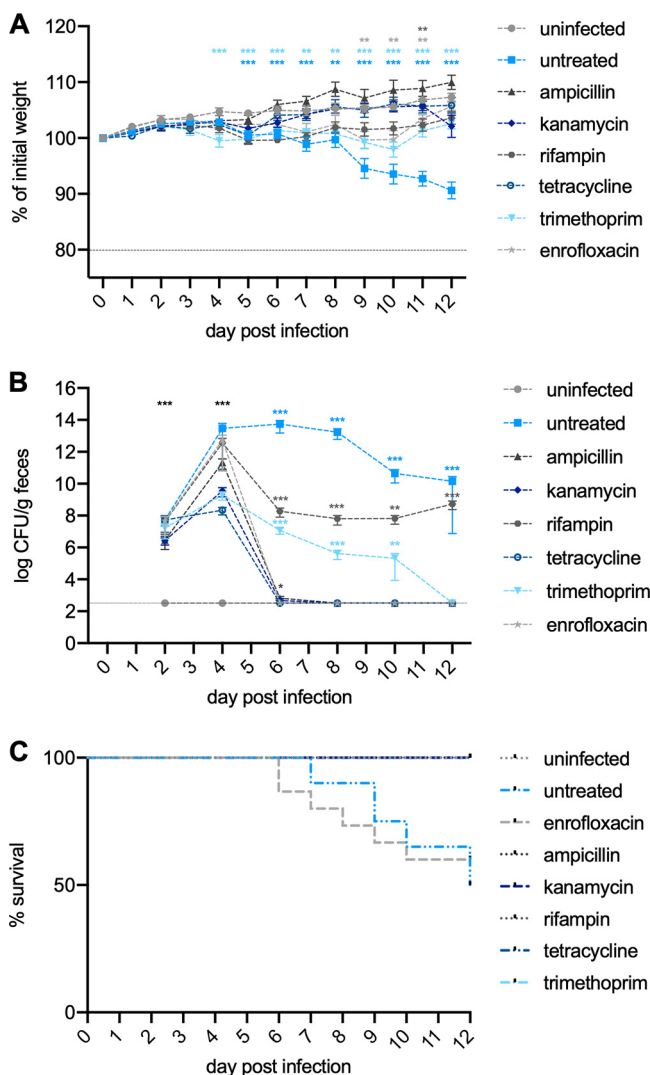 A
120
110
100
90
80
% of initial weight
** ** **
**
*** *** *** ** ** *** *** *** ***
*** *** *** ** *** *** *** ***
0 1 2 3 4 5 6 7 8 9 10 11 12
day post infection
uninfected
untreated
ampicillin
kanamycin
rifampin
tetracycline
trimethoprim
enrofloxacin
B
16
14
12
10
8
6
4
2
0
log CFU/g feces
*** ***
*** *** *** ***
*** *** ** ***
*** *** **
*
0 1 2 3 4 5 6 7 8 9 10 11 12
day post infection
uninfected
untreated
ampicillin
kanamycin
rifampin
tetracycline
trimethoprim
enrofloxacin
C
100
50
0
% survival
0 1 2 3 4 5 6 7 8 9 10 11 12
day post infection
uninfected
untreated
enrofloxacin
ampicillin
kanamycin
rifampin
tetracycline
trimethoprim